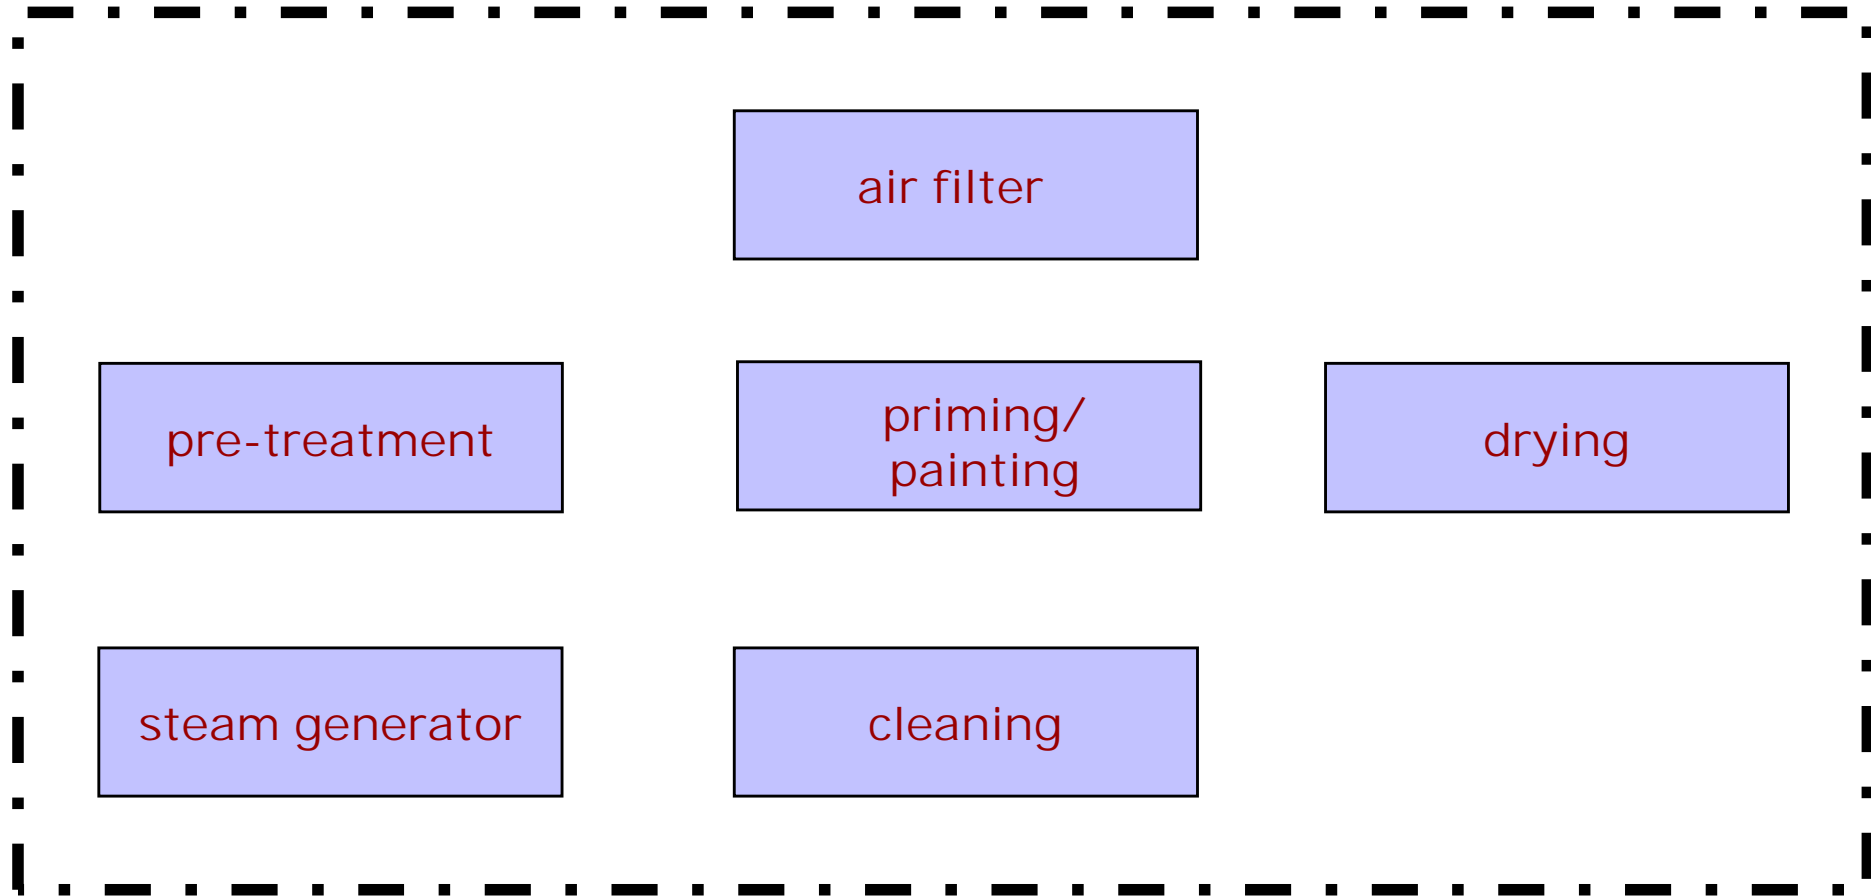 air filter
pre-treatment
priming/
painting
drying
steam generator
cleaning